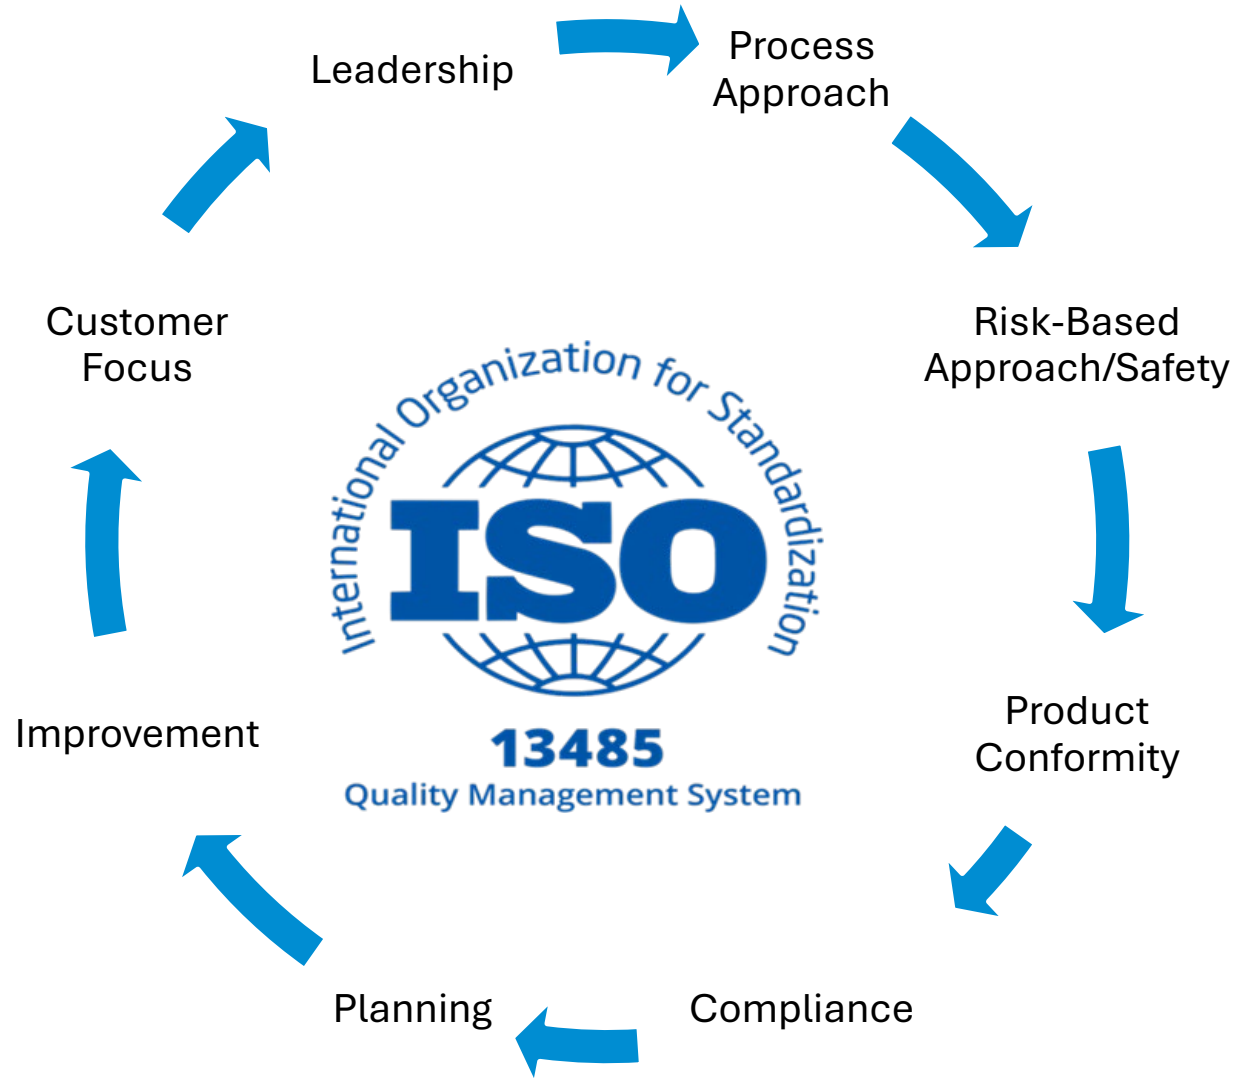 Leadership
Process
Approach
Risk-Based
Approach/Safety
Product
Conformity
Compliance
Planning
Improvement
Customer
Focus
International Organization for Standardization
ISO
13485
Quality Management System